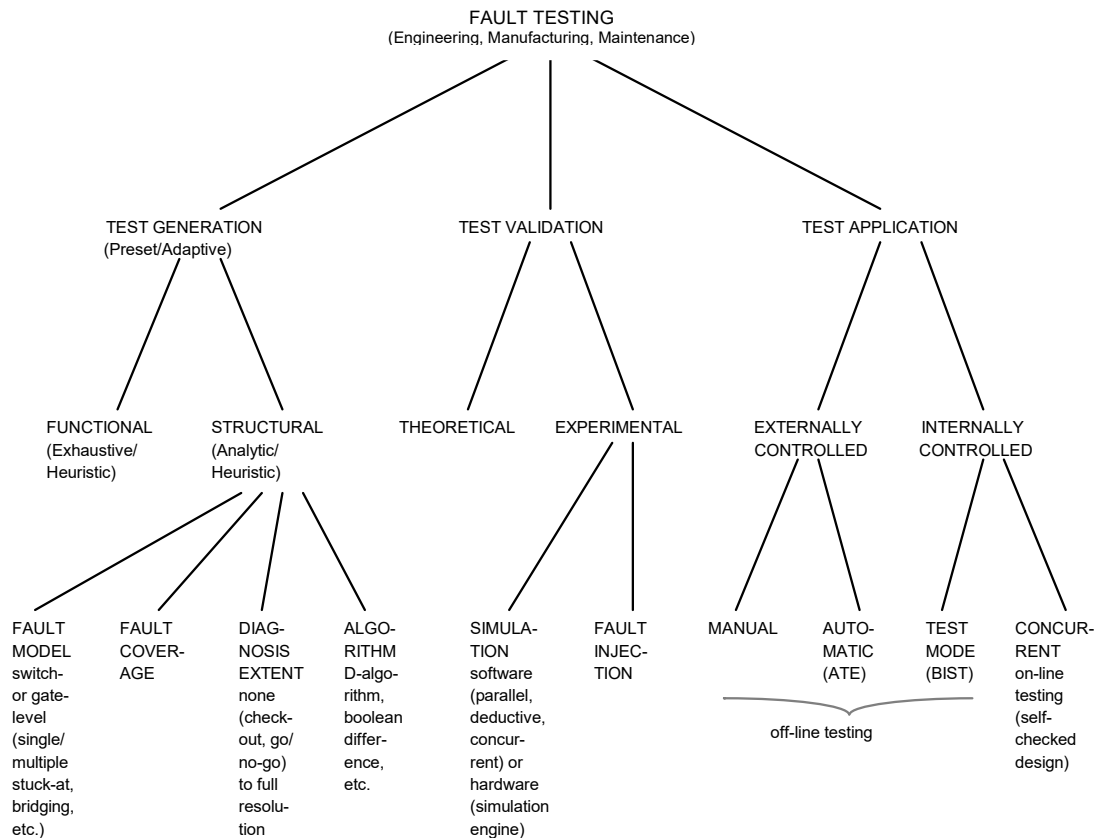 FAULT TESTING
(Engineering, Manufacturing, Maintenance)
TEST GENERATION
(Preset/Adaptive)
TEST VALIDATION
TEST APPLICATION
FUNCTIONAL
(Exhaustive/
Heuristic)
STRUCTURAL
(Analytic/
Heuristic)
THEORETICAL
EXPERIMENTAL
EXTERNALLY
CONTROLLED
INTERNALLY
CONTROLLED
FAULT
MODEL
switch-
or gate-
level
(single/
multiple
stuck-at,
bridging,
etc.)
FAULT
COVER-
AGE
DIAG-
NOSIS
EXTENT
none
(check-
out, go/
no-go)
to full
resolu-
tion
ALGO-
RITHM
D-algo-
rithm,
boolean
differ-
ence,
etc.
SIMULA-
TION
software
(parallel,
deductive,
concur-
rent) or
hardware
(simulation
engine)
FAULT
INJEC-
TION
MANUAL
AUTO-
MATIC
(ATE)
TEST
MODE
(BIST)
off-line testing
CONCUR-
RENT
on-line
testing
(self-
checked
design)